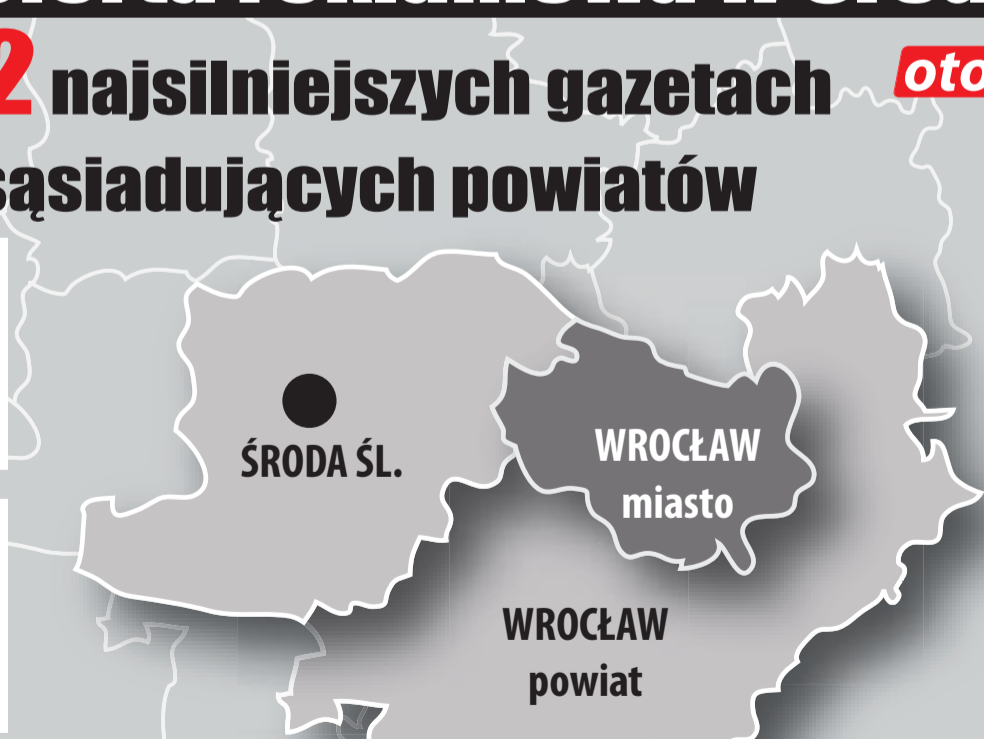 2 najsilniejszych gazetach
oto
sąsiadujących powiatów
ŚRODA ŚL.
WROCŁAW
miasto
WROCŁAW
powiat